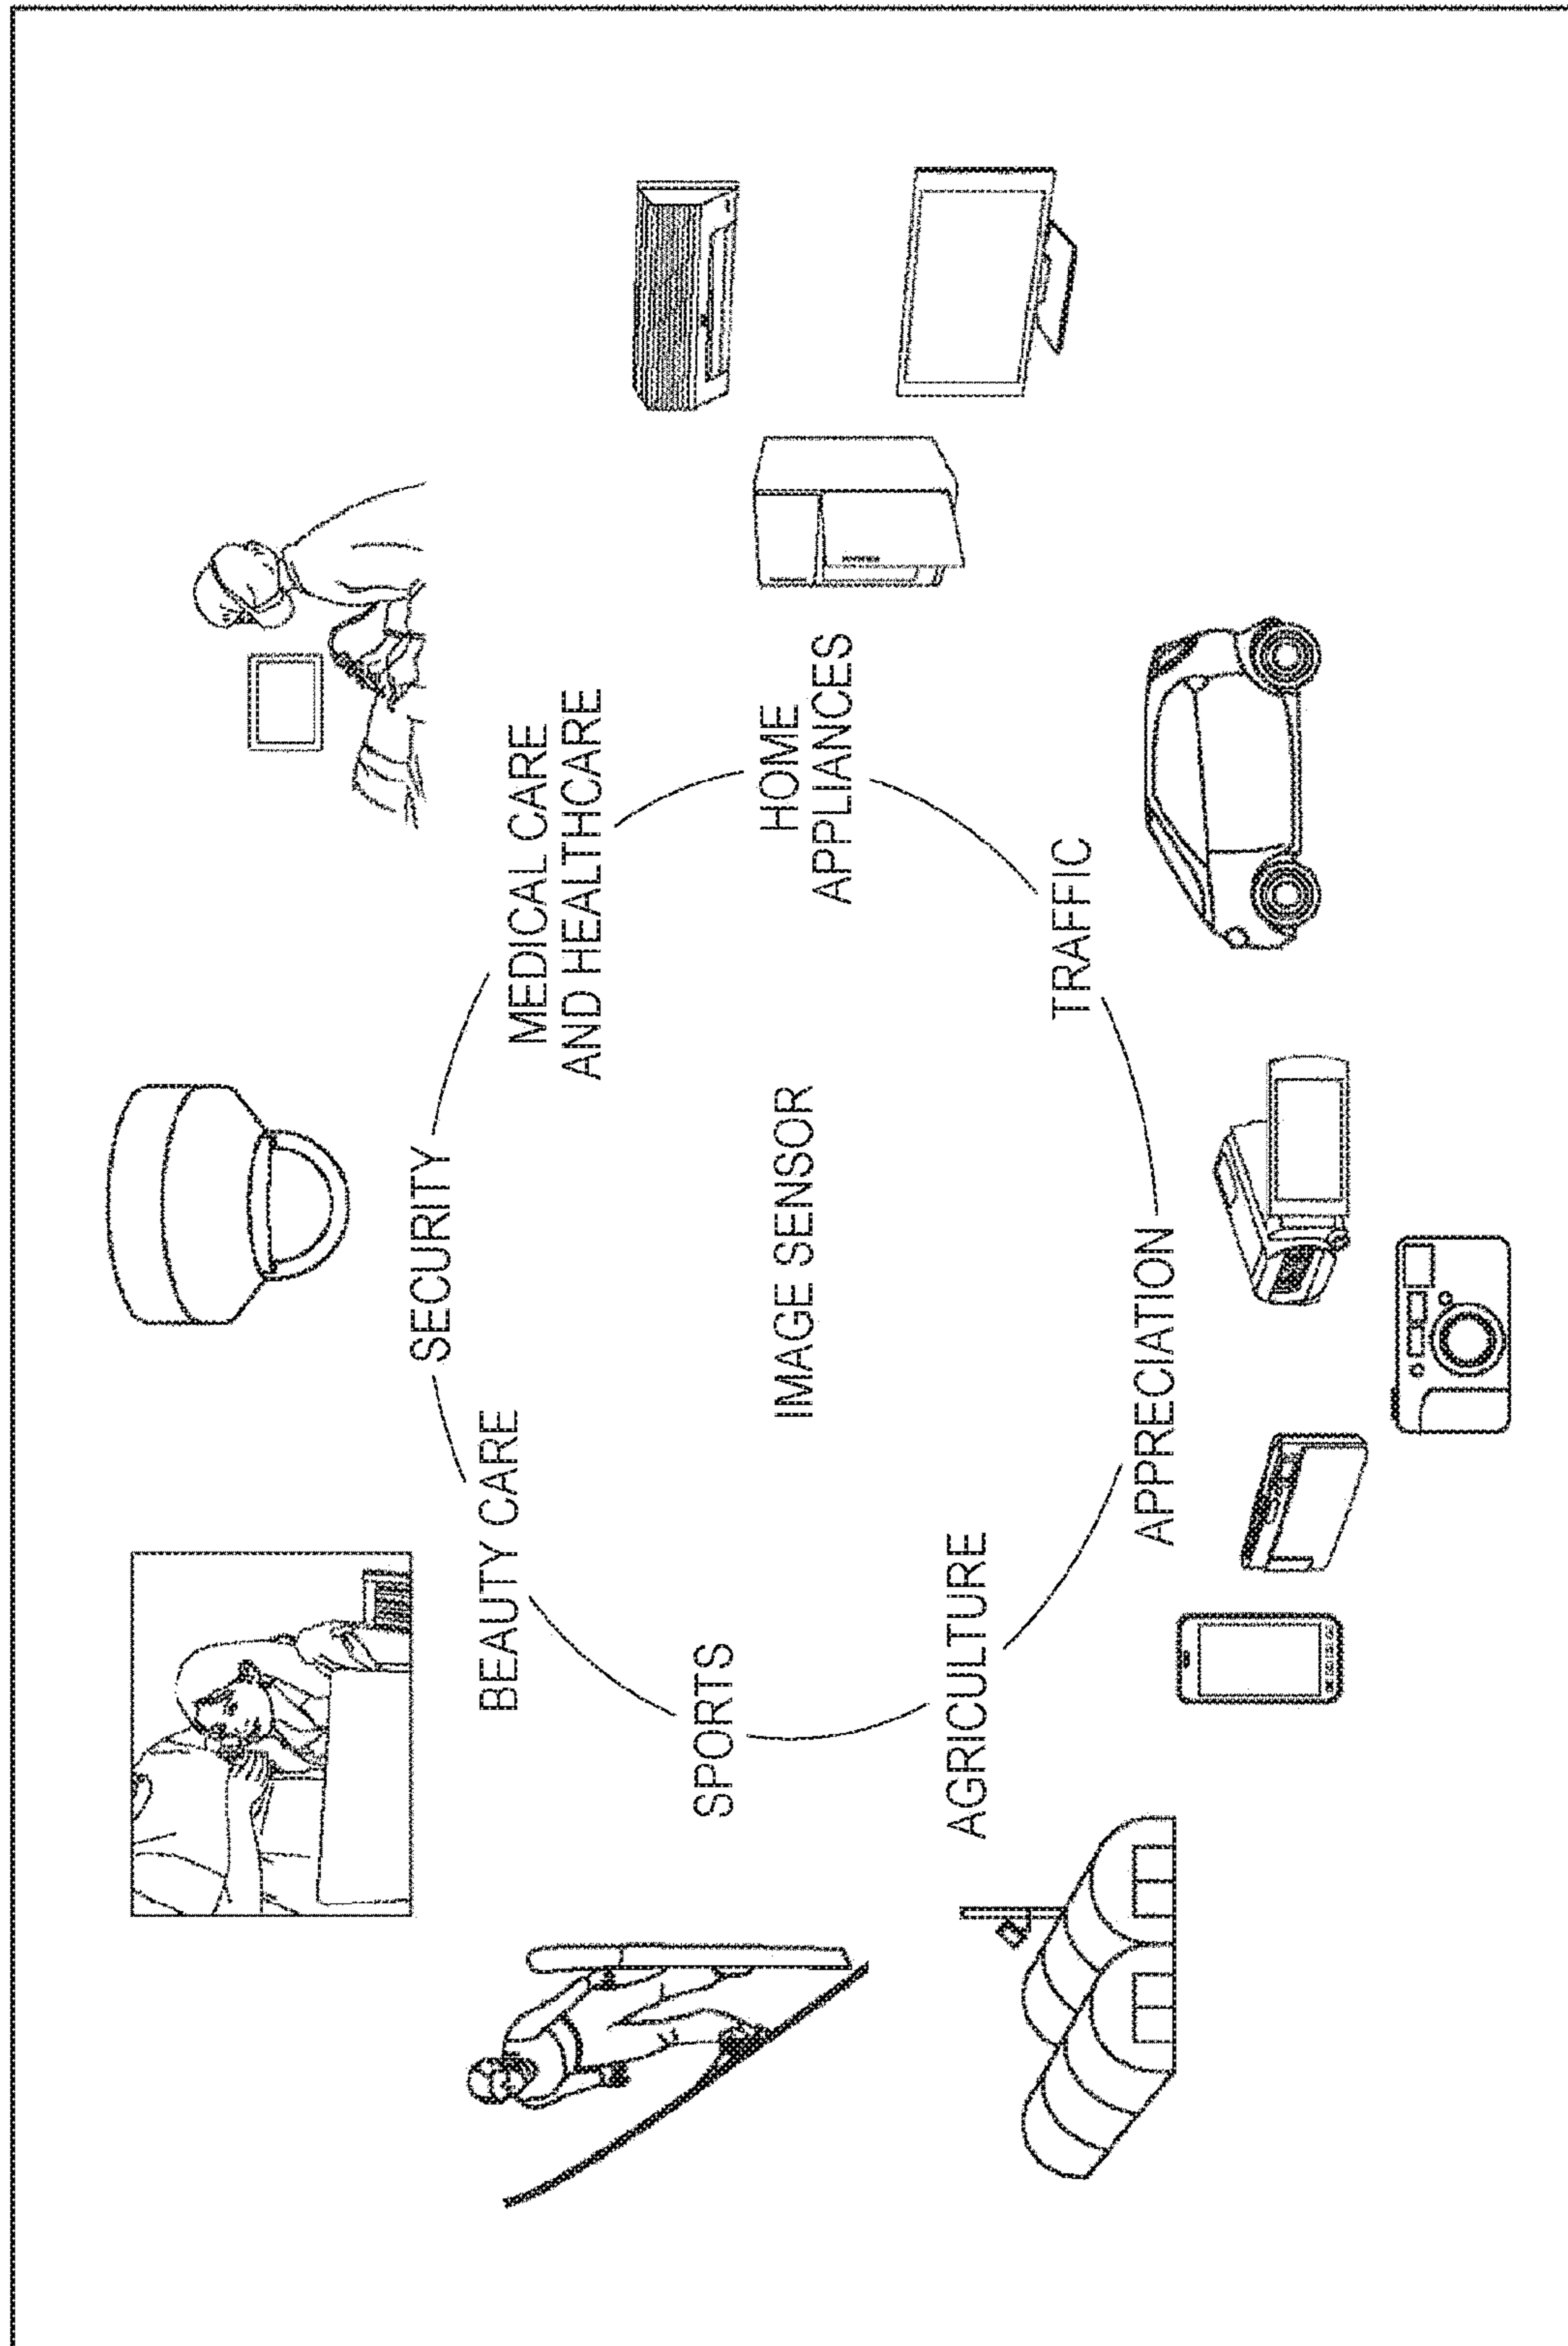 SECURITY
MEDICAL CARE
AND HEALTHCARE
BEAUTY CARE
HOME
APPLIANCES
SPORTS
IMAGE SENSOR
AGRICULTURE
TRAFFIC
APPRECIATION